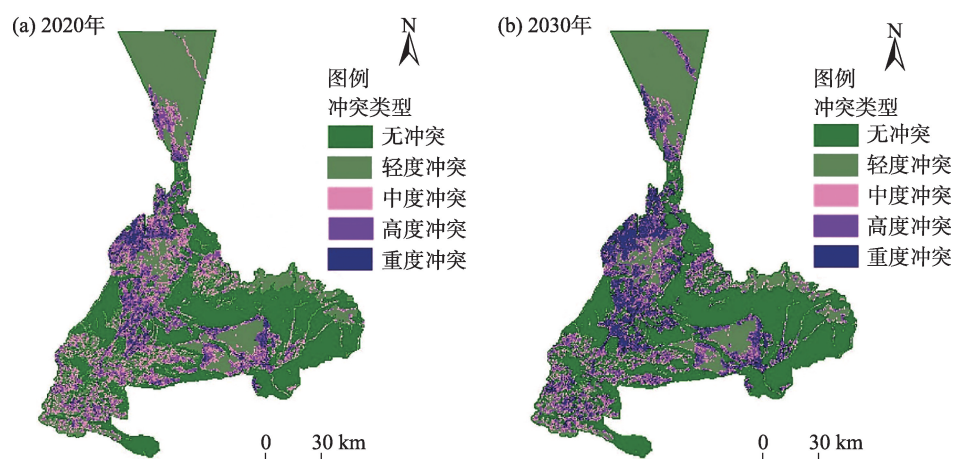 (a) 2020年
N
图例
冲突类型
无冲突
轻度冲突
中度冲突
高度冲突
重度冲突
0 30 km
(b) 2030年
N
图例
冲突类型
无冲突
轻度冲突
中度冲突
高度冲突
重度冲突
0 30 km